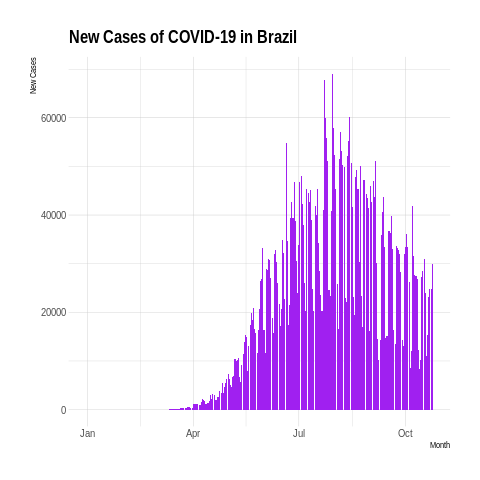 New Cases of COVID-19 in Brazil
New Cases
60000
40000
20000
0
Jan Apr Jul Oct
Month